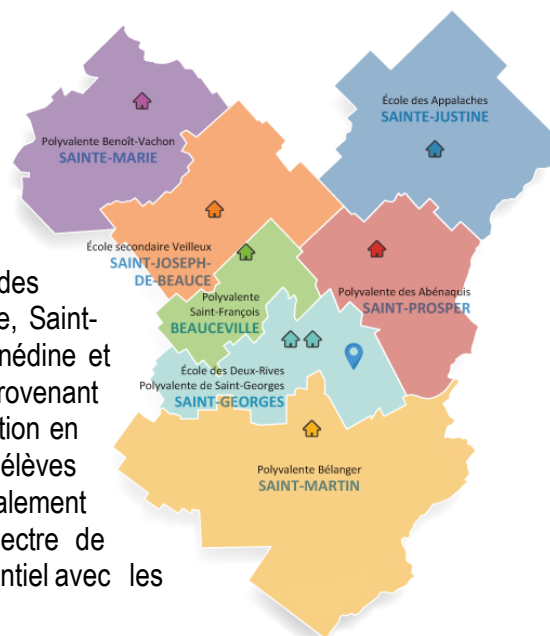 École des Appalaches
SAINTE-JUSTINE
Polyvalente Benoît-Vachon
SAINTE-MARIE
École secondaire Veilleux
SAINT-JOSEPH-
DE-BEAUCE
Polyvalente des Abénaquis
SAINT-PROSPER
Polyvalente
Saint-François
BEAUCEVILLE
École des Deux-Rives
Polyvalente de Saint-Georges
SAINT-GEORGES
Polyvalente Bélanger
SAINT-MARTIN
des
e, Saint-
nédine et
rovenant
tion en
élèves
alement
ectre de
ntiel avec les